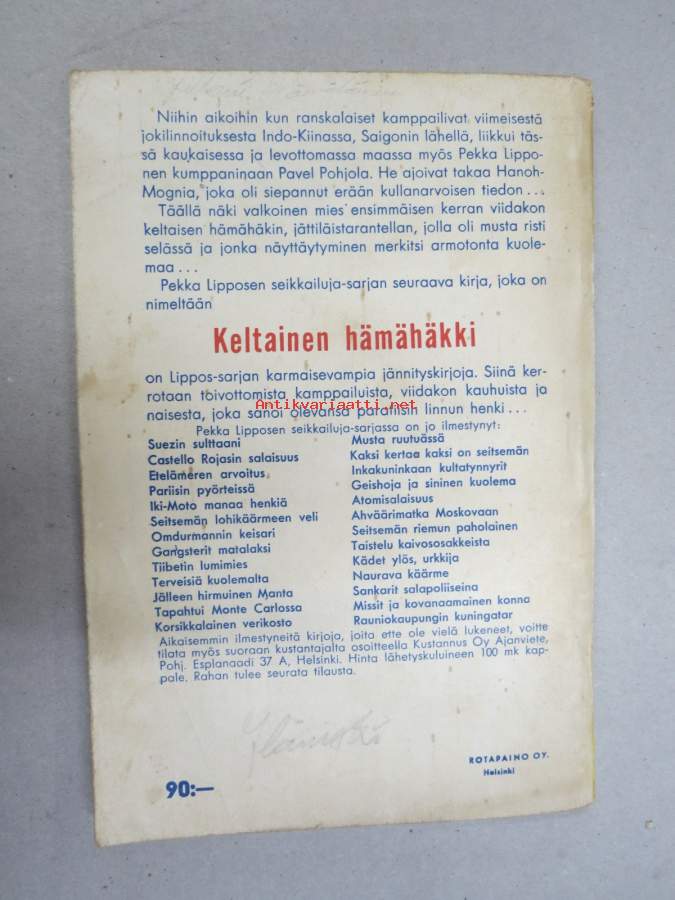 Niihin aikoihin kun ranskalaiset kamppailivat viimeisestä
jokilinnoituksesta Indo-Kiinassa, Saigonin lähellä, liikkui täs-
sä kaukaisessa ja levottomassa maassa myös Pekka Lippo-
nen kumppaninaan Pavel Pohjola. He ajoivat takaa Hanoh-
Mognia, joka oli siepannut erään kullanarvoisen tiedon . . .
Täällä näki valkoinen mies ensimmäisen kerran viidakon
keltaisen hämähäkin, jättiläistarantellan, jolla oli musta risti
selässä ja jonka näyttäytyminen merkitsi armotonta kuole-
maa . . .
Pekka Lipposen seikkailuja-sarjan seuraava kirja, joka on
nimeltään
Keltainen hämähäkki
on Lippos-sarjan karmaisevampia jännityskirjoja. Siinä ker-
rotaan toivottomista kamppailuista, viidakon kauhuista ja
naisesta, joka sanoi olevansa paratiisin linnun henki . . .
Antikvariaatti.net
Pekka Lipposen seikkailuja-sarjassa on jo ilmestynyt:
Suezin sulttaani
Castello Rojasin salaisuus
Etelämeren arvoitus
Pariisin pyörteissä
Iki-Moto manaa henkiä
Seitsemän lohikäärmeen veli
Omdurmannin keisari
Gangsterit matalaksi
Tiibetin lumimies
Terveisiä kuolemalta
Jälleen hirmuinen Manta
Tapahtui Monte Carlossa
Korsikkalainen verikosto
Musta ruutuässä
Kaksi kertaa kaksi on seitsemän
Inkakuninkaan kultatynnyrit
Geishoja ja sininen kuolema
Atomisalaisuus
Ahväärimatka Moskovaan
Seitsemän riemun paholainen
Taistelu kaivososakkeista
Kädet ylös, urkkija
Naurava käärme
Sankarit salapoliiseina
Missit ja kovanaamainen konna
Rauniokaupungin kuningatar
Aikaisemmin ilmestyneitä kirjoja, joita ette ole vielä lukeneet, voitte
tilata myös suoraan kustantajalta osoitteella Kustannus Oy Ajanviete,
Pohj. Esplanaadi 37 A, Helsinki. Hinta lähetyskuluineen 100 mk kap-
pale. Rahan tulee seurata tilausta.
90:—
ROTAPAINO OY.
Helsinki